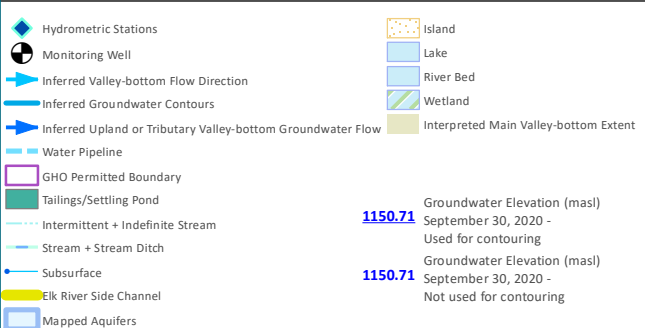 Hydrometric Stations
Monitoring Well
Inferred Valley-bottom Flow Direction
Inferred Groundwater Contours
Inferred Upland or Tributary Valley-bottom Groundwater Flow
Water Pipeline
GHO Permitted Boundary
Tailings/Settling Pond
Intermittent + Indefinite Stream
Stream + Stream Ditch
Subsurface
Elk River Side Channel
Mapped Aquifers
Island
Lake
River Bed
Wetland
Interpreted Main Valley-bottom Extent
1150.71
Groundwater Elevation (masl)
September 30, 2020 -
Used for contouring
1150.71
Groundwater Elevation (masl)
September 30, 2020 -
Not used for contouring